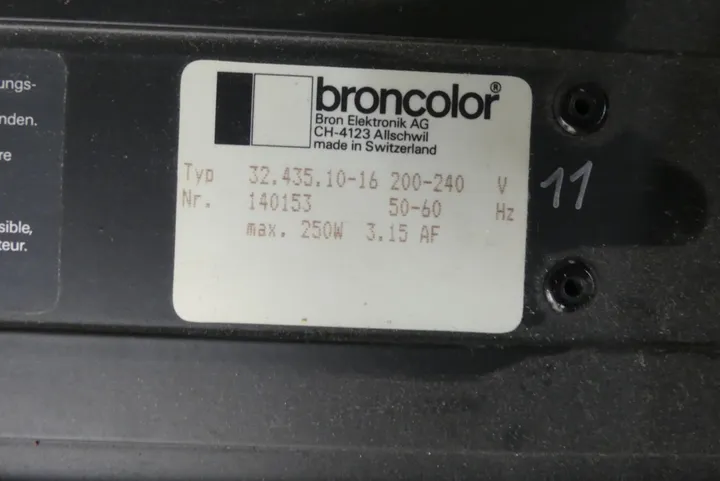 ungs-
nden.
re
sible,
teur.
broncolor®
Bron Elektronik AG
CH-4123 Allschwil
made in Switzerland
Typ 32.435.10-16 200-240 V
Nr. 140153 50-60 Hz
max. 250W 3.15 AF
11